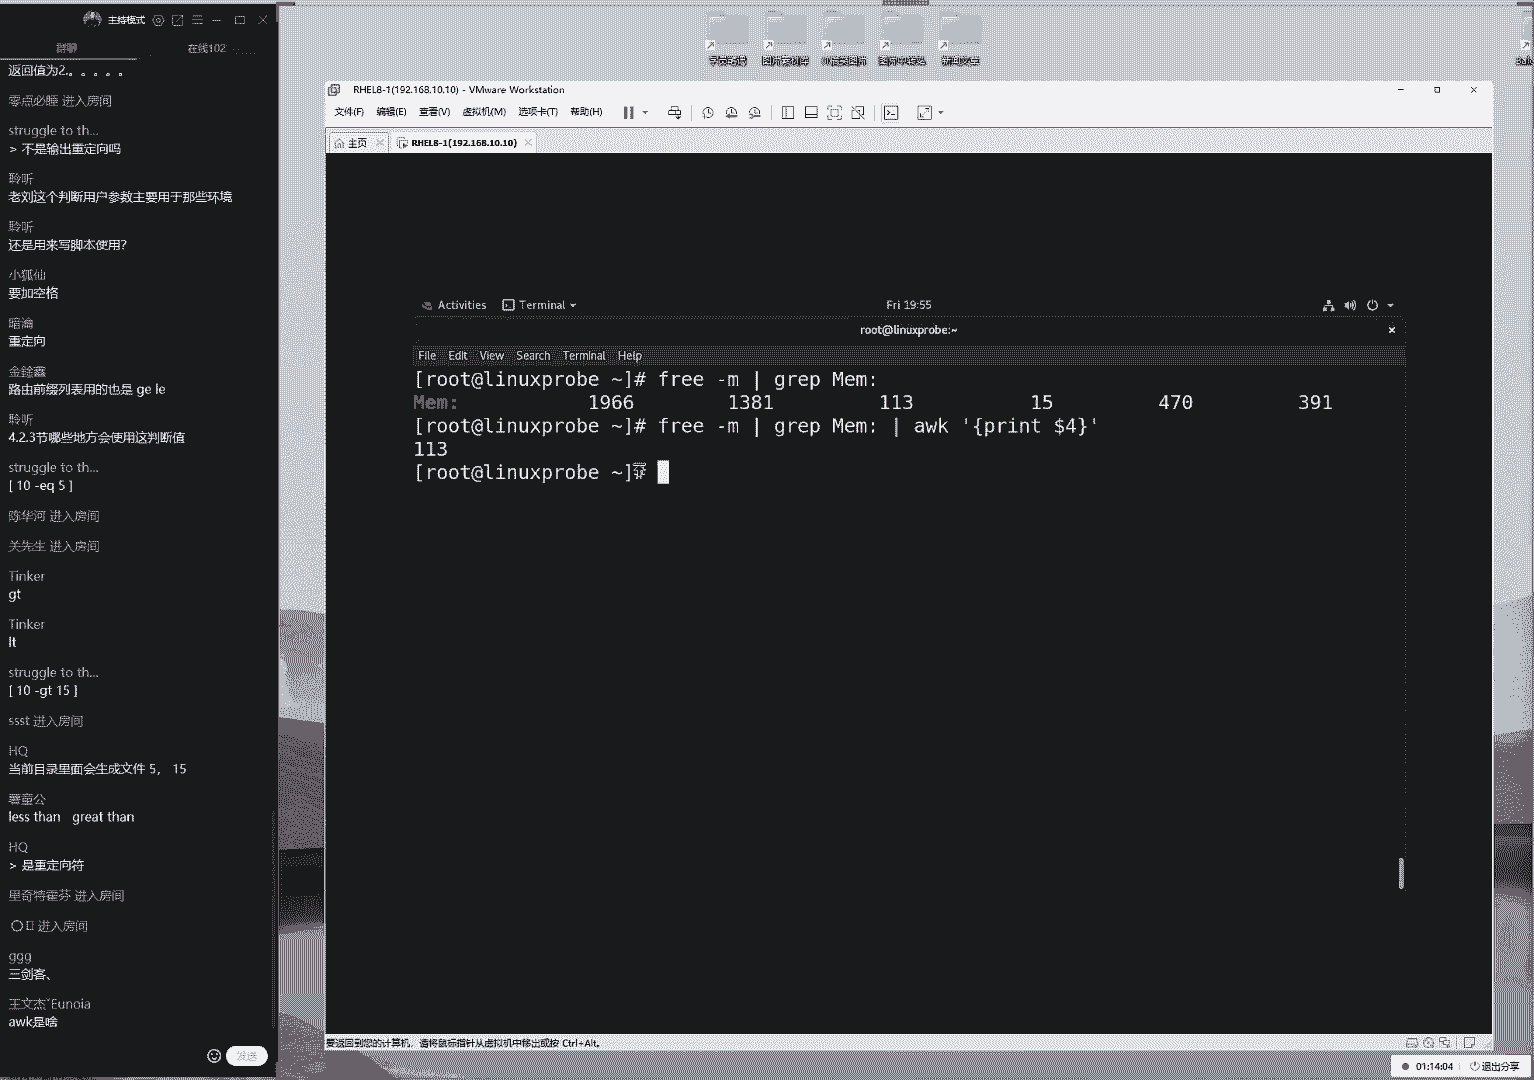 主持模式
群聊
在线102
返回值为2.。。。。。
零点必睡 进入房间
struggle to th...
> 不是输出重定向吗
聆听
老刘这个判断用户参数主要用于那些环境
聆听
还是用来写脚本使用?
小狐仙
要加空格
暗瀹
重定向
金銓鑫
路由前缀列表用的也是 ge le
聆听
4.2.3节哪些地方会使用这判断值
struggle to th...
[ 10 -eq 5 ]
陈华河 进入房间
关先生 进入房间
Tinker
gt
Tinker
lt
struggle to th...
[ 10 -gt 15 ]
ssst 进入房间
HQ
当前目录里面会生成文件 5， 15
薯童公
less than great than
HQ
> 是重定向符
里奇特霍芬 进入房间
进入房间
ggg
三剑客、
王文杰 Eunoia
awk是啥
发送
RHEL8-1(192.168.10.10) - VMware Workstation
文件(F) 编辑(E) 查看(V) 虚拟机(M) 选项卡(T) 帮助(H)
主页
RHEL8-1(192.168.10.10)
Activities
Terminal
Fri 19:55
root@linuxprobe:~
File Edit View Search Terminal Help
[root@linuxprobe ~]# free -m | grep Mem:
Mem: 1966 1381 113 15 470 391
[root@linuxprobe ~]# free -m | grep Mem: | awk '{print $4}'
113
[root@linuxprobe ~]#
要返回到您的计算机，请将鼠标指针从虚拟机中移出或按 Ctrl+Alt。
01:14:04
退出分享